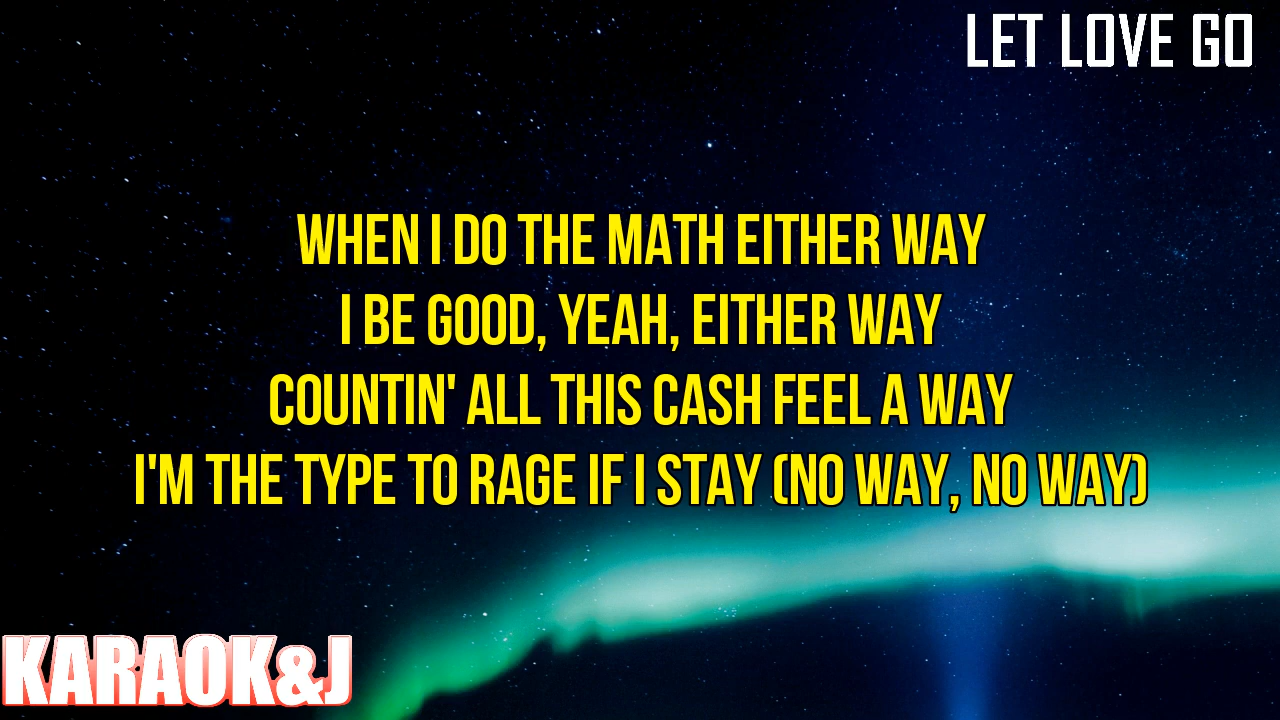 LET LOVE GO
WHEN I DO THE MATH EITHER WAY
I BE GOOD, YEAH, EITHER WAY
COUNTIN' ALL THIS CASH FEEL A WAY
I'M THE TYPE TO RAGE IF I STAY (NO WAY, NO WAY)
KARAOK&J